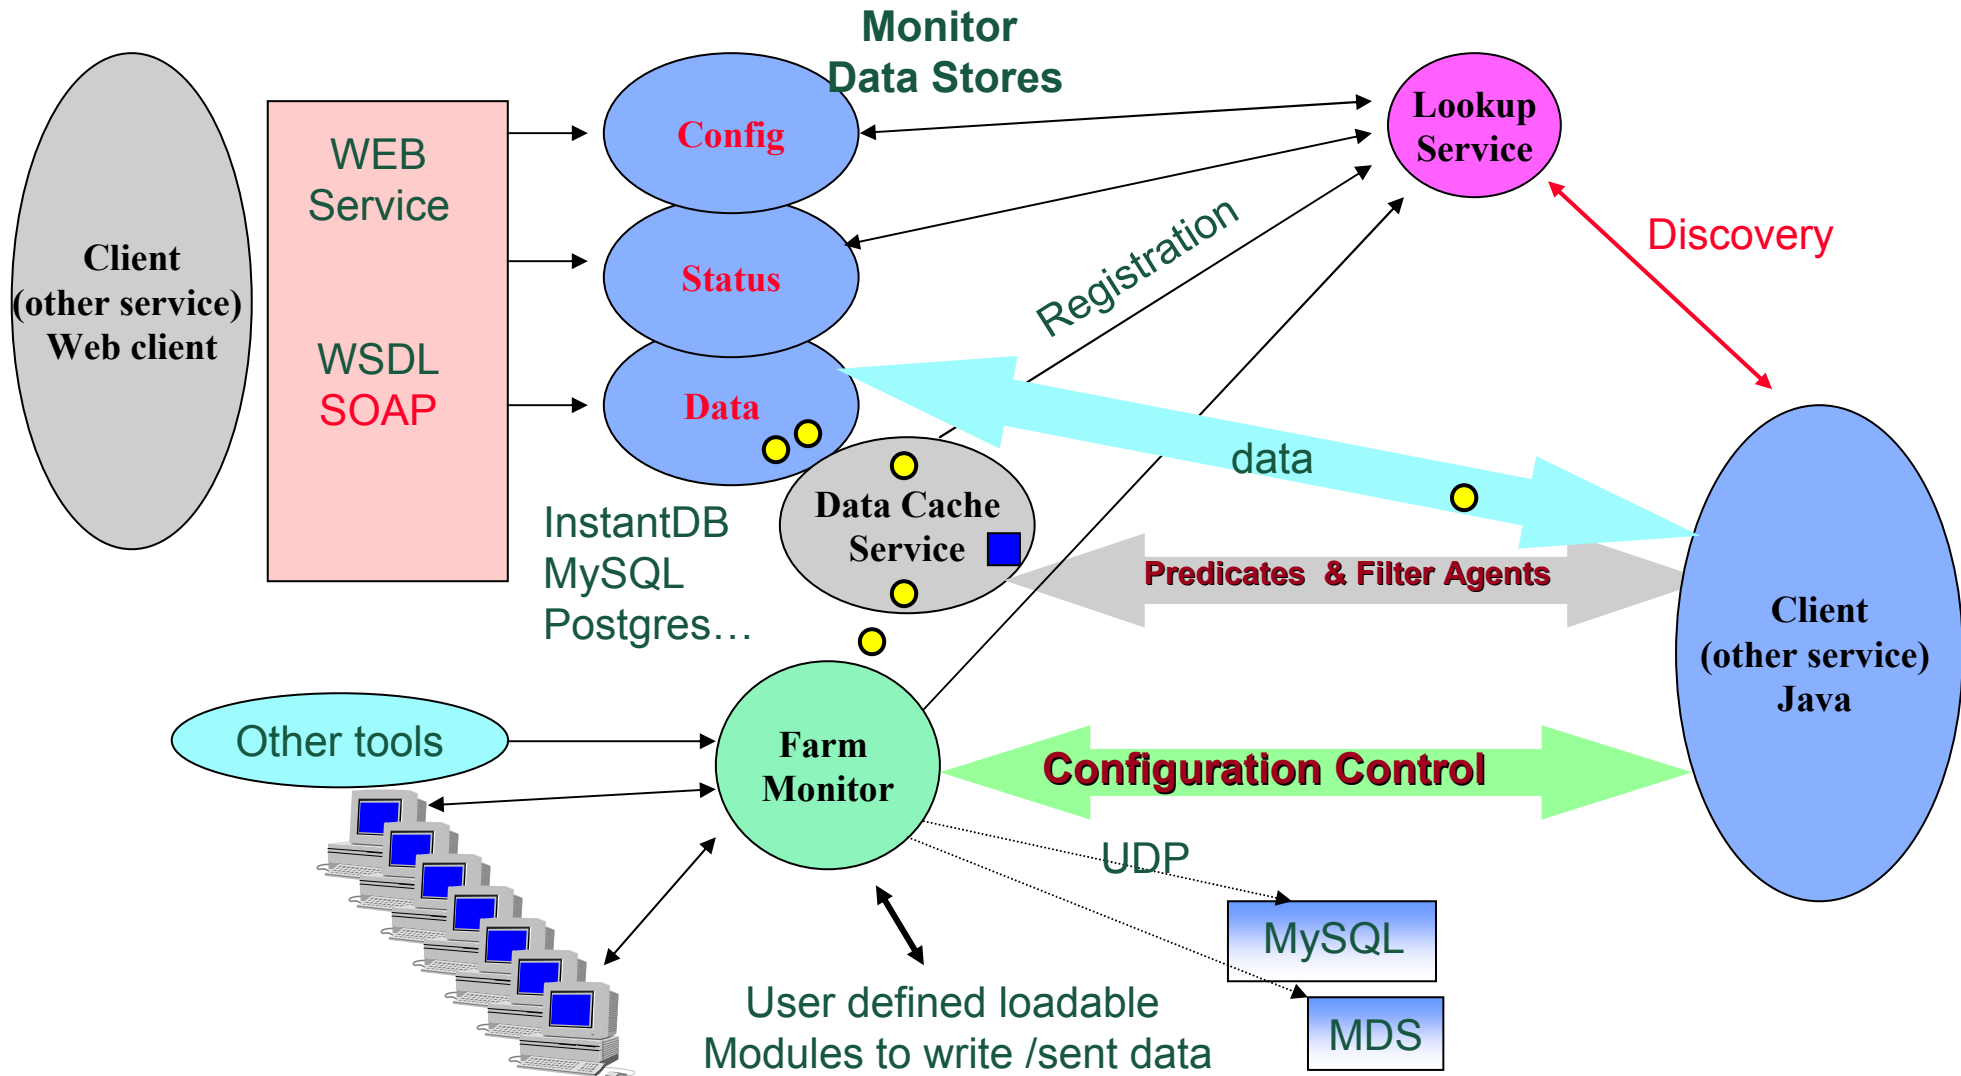 Monitor
Data Stores
Client
(other service)
Web client
WEB
Service
WSDL
SOAP
Config
Status
Data
Lookup
Service
Discovery
Registration
data
InstantDB
MySQL
Postgres…
Data Cache
Service
Predicates & Filter Agents
Client
(other service)
Java
Other tools
Farm
Monitor
Configuration Control
UDP
MySQL
MDS
User defined loadable
Modules to write /sent data